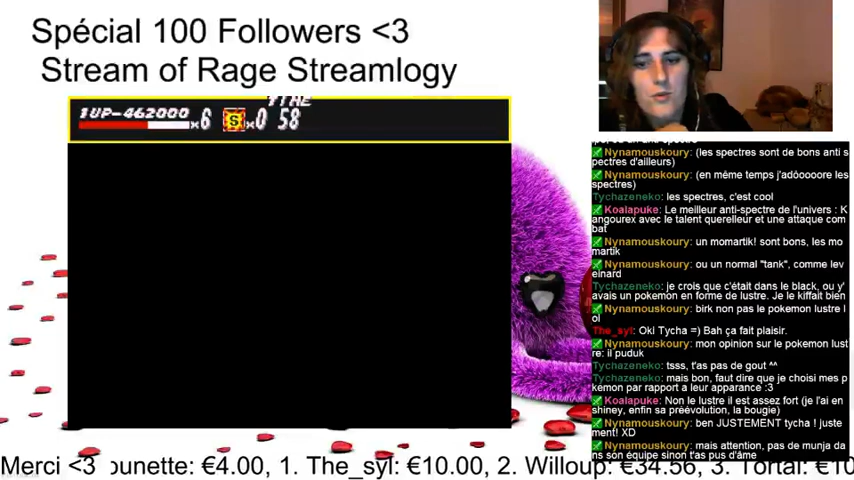 Spécial 100 Followers <3
Stream of Rage Streamlogy
1UP-462000
×6 S×0 58
Nynamouskoury: (les spectres sont de bons anti s
pectres d'ailleurs)
Nynamouskoury: (en même temps j'adôoooore les
spectres)
Tychazeneko: les spectres, c'est cool
Koalapuke: Le meilleur anti-spectre de l'univers : K
angourex avec le talent querelleur et une attaque com
bat
Nynamouskoury: un momartik! sont bons, les mo
martik
Nynamouskoury: ou un normal "tank", comme lev
einard
Tychazeneko: je crois que c'était dans le black, ou y'
avais un pokemon en forme de lustre. Je le kiffait bien
Nynamouskoury: birk non pas le pokemon lustre l
ol
The_syl: Oki Tycha =) Bah ça fait plaisir.
Nynamouskoury: mon opinion sur le pokemon lust
re: il puduk
Tychazeneko: tsss, t'as pas de gout ^^
Tychazeneko: mais bon, faut dire que je choisi mes p
kemon par rapport a leur apparance :3
Koalapuke: Non le lustre il est assez fort (je l'ai en
shiney, enfin sa préévolution, la bougie)
Nynamouskoury: ben JUSTEMENT tycha ! juste
ment! XD
Nynamouskoury: mais attention, pas de munja da
ns son équipe sinon t'as pus d'âme
Merci <3 ounette: €4.00, 1. The_syl: €10.00, 2. Willoup: €34.56, 3. Tortal: €10